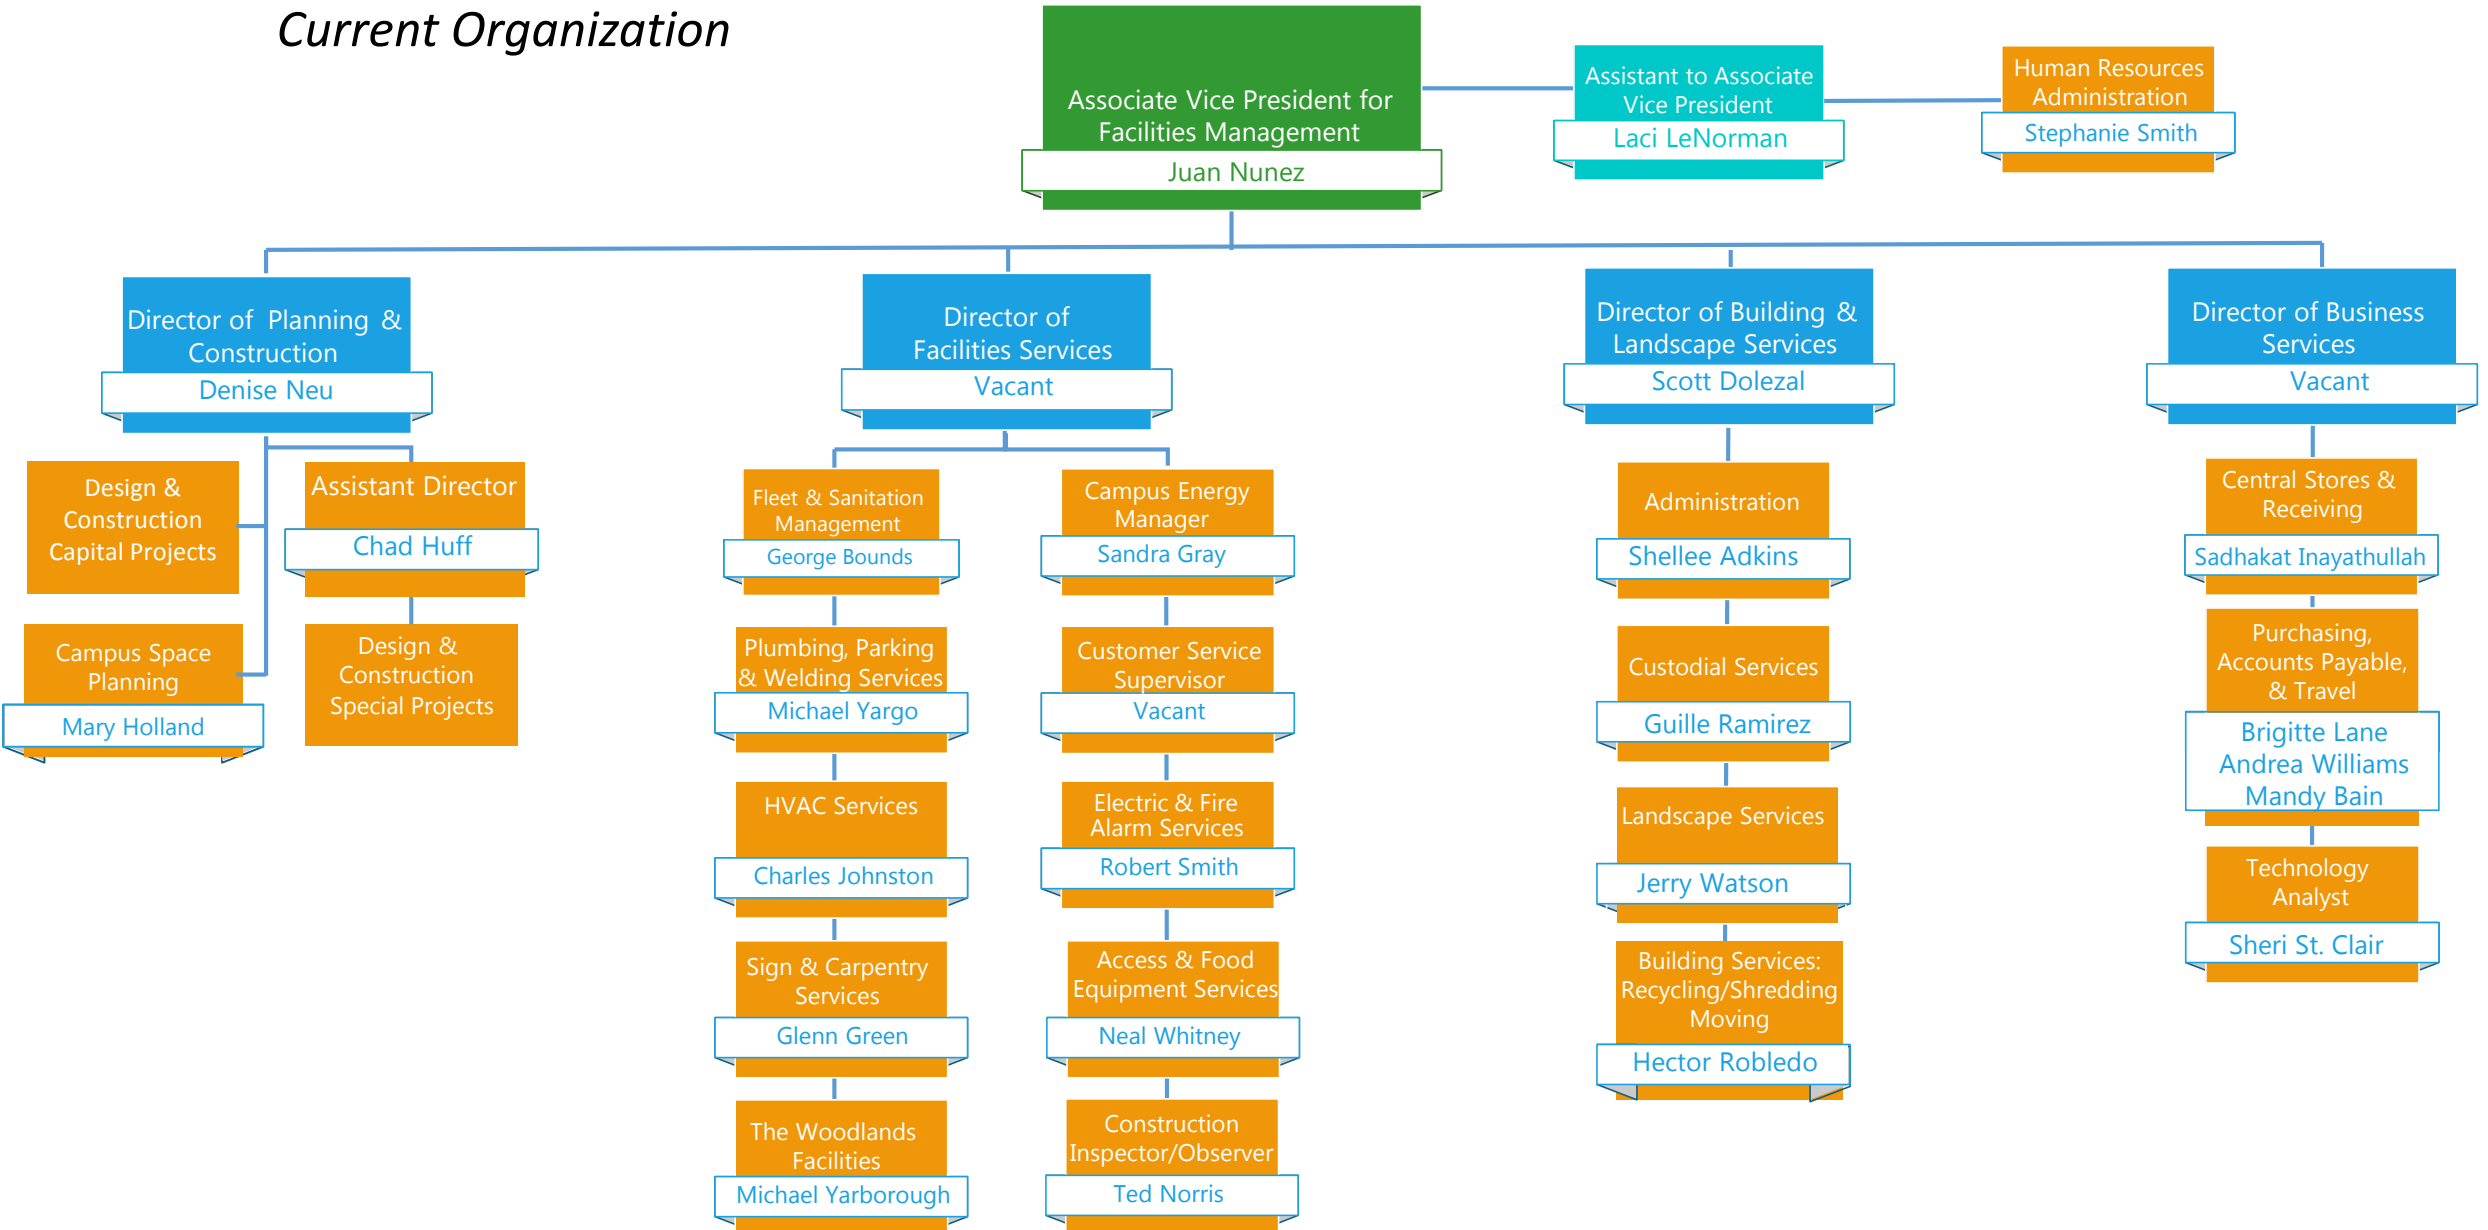 Current Organization
Associate Vice President for
Facilities Management
Juan Nunez
Assistant to Associate
Vice President
Laci LeNorman
Human Resources
Administration
Stephanie Smith
Director of Planning &
Construction
Denise Neu
Design &
Construction
Capital Projects
Assistant Director
Chad Huff
Campus Space
Planning
Mary Holland
Design &
Construction
Special Projects
Director of
Facilities Services
Vacant
Fleet & Sanitation
Management
George Bounds
Plumbing, Parking
& Welding Services
Michael Yargo
HVAC Services
Charles Johnston
Sign & Carpentry
Services
Glenn Green
The Woodlands
Facilities
Michael Yarborough
Campus Energy
Manager
Sandra Gray
Customer Service
Supervisor
Vacant
Electric & Fire
Alarm Services
Robert Smith
Access & Food
Equipment Services
Neal Whitney
Construction
Inspector/Observer
Ted Norris
Director of Building &
Landscape Services
Scott Dolezal
Administration
Shellee Adkins
Custodial Services
Guille Ramirez
Landscape Services
Jerry Watson
Building Services:
Recycling/Shredding
Moving
Hector Robledo
Director of Business
Services
Vacant
Central Stores &
Receiving
Sadhakat Inayathullah
Purchasing,
Accounts Payable,
& Travel
Brigitte Lane
Andrea Williams
Mandy Bain
Technology
Analyst
Sheri St. Clair